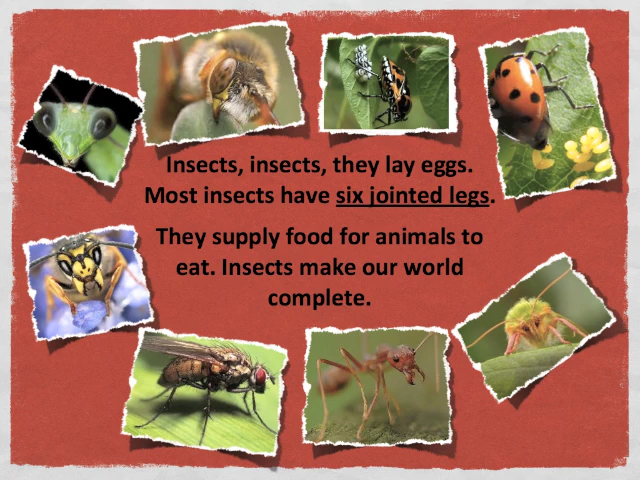 Insects, insects, they lay eggs.
Most insects have six jointed legs.
They supply food for animals to
eat. Insects make our world
complete.